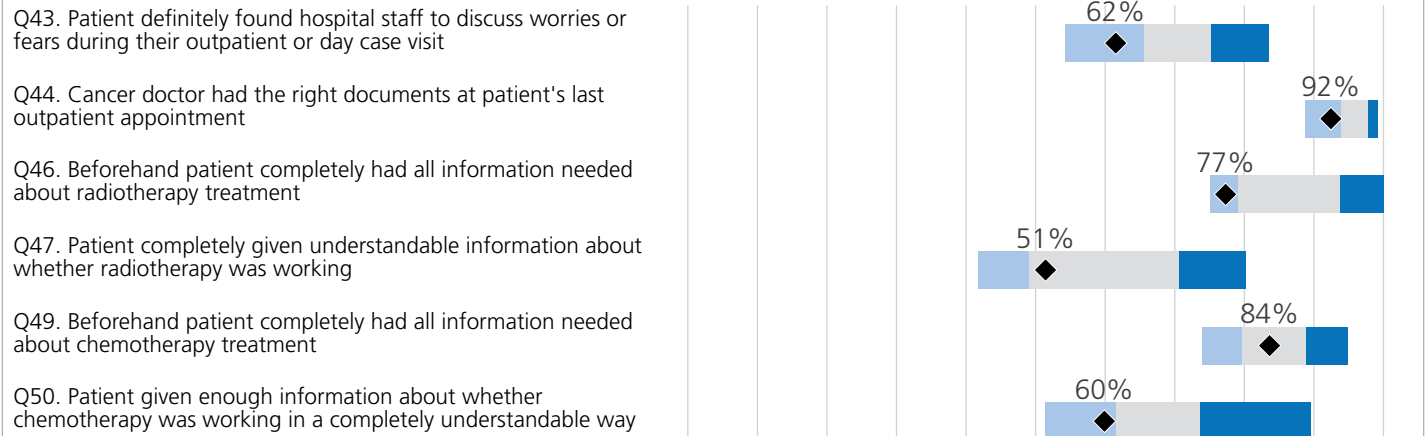 Q43. Patient definitely found hospital staff to discuss worries or
fears during their outpatient or day case visit
62%
Q44. Cancer doctor had the right documents at patient's last
outpatient appointment
92%
Q46. Beforehand patient completely had all information needed
about radiotherapy treatment
77%
Q47. Patient completely given understandable information about
whether radiotherapy was working
51%
Q49. Beforehand patient completely had all information needed
about chemotherapy treatment
84%
Q50. Patient given enough information about whether
chemotherapy was working in a completely understandable way
60%